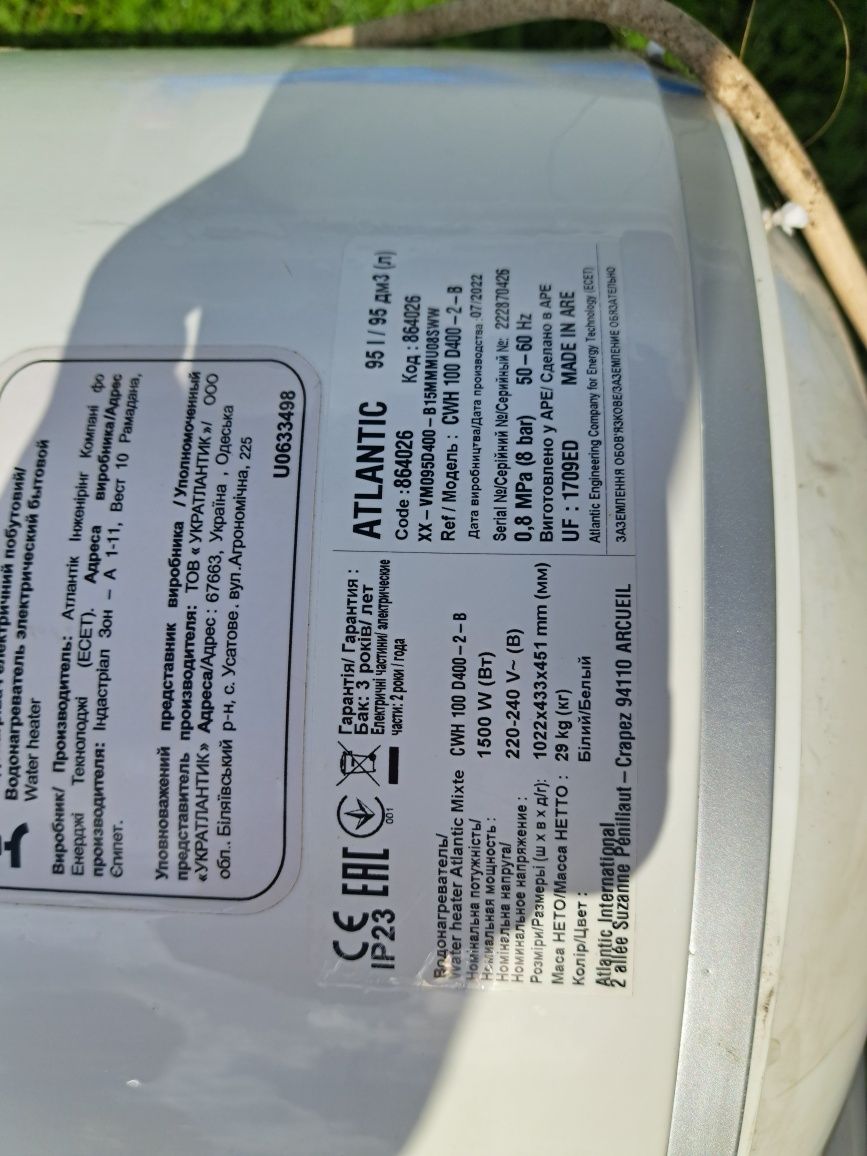 Водонагреватель электрический бытовой
Water heater
Виробник/ Производитель: Атлантік Інженірінг Компані фо
Енерджі Технолоджі (ECET). Адреса виробника/Адрес
производителя: Індастріал Зон – А 1-11, Вест 10 Рамадана,
Єгипет.
Уповноважений представник виробника /Уполномоченный
представитель производителя: ТОВ « УКРАТЛАНТИК»/ ООО
«УКРАТЛАНТИК» Адреса/Адрес : 67663, Україна , Одеська
обл.. Біляївський р-н, с. Усатове. вул.Агрономічна, 225
U0633498
CE EAC
IP23
001
Гарантія/ Гарантия :
Бак: 3 років/ лет
Електричні частини/ электрические
части: 2 роки / года
Водонагреватель/
Water heater Atlantic Mixte CWH 100 D400–2–B
Номінальна потужність/
Номинальная мощность : 1500 W (Вт)
Номінальна напруга/
Номинальное напряжение : 220-240 V~ (В)
Розміри/Размеры (ш х в х д/г): 1022x433x451 mm (мм)
Маса НЕТО/Масса НЕТТО : 29 kg (кг)
Колір/Цвет : Білий/Белый
Atlantic International
2 allée Suzanne Pénillaut – Crapez 94110 ARCUEIL
ATLANTIC 95 l / 95 дм3 (л)
Code : 864026 Код : 864026
XX – VM095D400 – B15MMMU08SWW
Ref / Модель : CWH 100 D400–2–B
Дата виробництва/Дата производства :07/2022
Serial №/Серійний №/Серийный №: 222870426
0,8 MPa (8 bar) 50–60 Hz
Виготовлено у АРЕ/ Сделано в АРЕ
UF : 1709ED MADE IN ARE
Atlantic Engineering Company for Energy Technology (ECET)
ЗАЗЕМЛЕННЯ ОБОВ'ЯЗКОВЕ/ЗАЗЕМЛЕНИЕ ОБЯЗАТЕЛЬНО